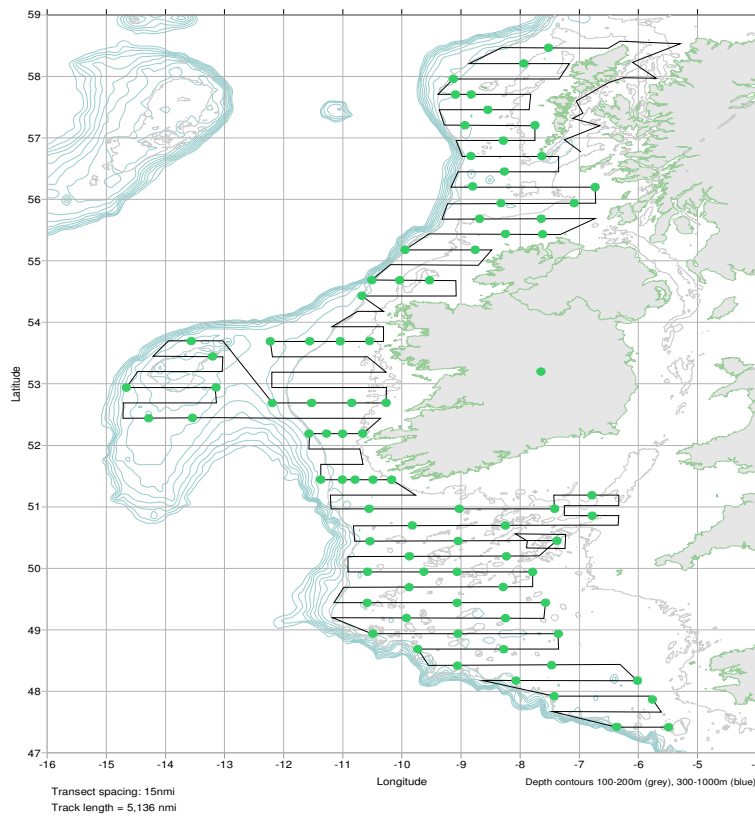 59
58
57
56
55
54
53
52
51
50
49
48
47
Latitude
-16 -15 -14 -13 -12 -11 -10 -9 -8 -7 -6 -5
Longitude
Depth contours 100-200m (grey), 300-1000m (blue)
Transect spacing: 15nmi
Track length = 5,136 nmi